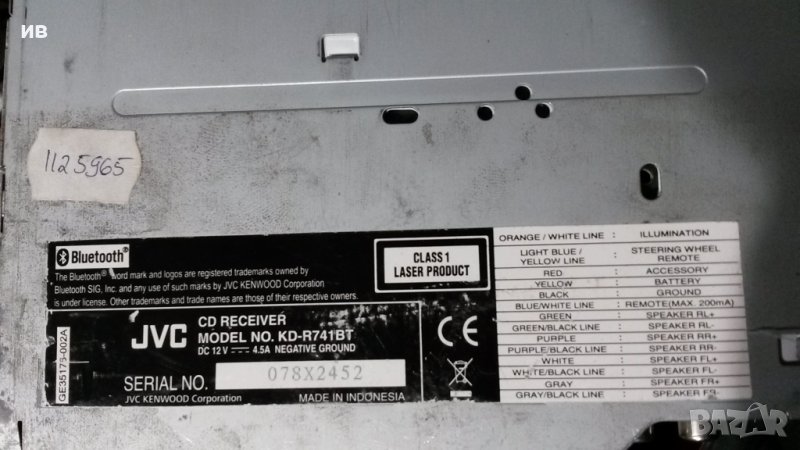 ИВ
1125965
Bluetooth®
The Bluetooth® word mark and logos are registered trademarks owned by
Bluetooth SIG, Inc. and any use of such marks by JVC KENWOOD Corporation
is under license. Other trademarks and trade names are those of their respective owners.
CLASS 1
LASER PRODUCT
GE35176-002A
JVC
CD RECEIVER
MODEL NO. KD-R741BT
DC 12V 4.5A NEGATIVE GROUND
SERIAL NO. 078X2452
JVC KENWOOD Corporation
MADE IN INDONESIA
CE
ORANGE / WHITE LINE : ILLUMINATION
LIGHT BLUE / YELLOW LINE : STEERING WHEEL REMOTE
RED : ACCESSORY
YELLOW : BATTERY
BLACK : GROUND
BLUE/WHITE LINE : REMOTE(MAX. 200mA)
GREEN : SPEAKER RL+
GREEN/BLACK LINE : SPEAKER RL-
PURPLE : SPEAKER RR+
PURPLE/BLACK LINE : SPEAKER RR-
WHITE : SPEAKER FL+
WHITE/BLACK LINE : SPEAKER FL-
GRAY : SPEAKER FR+
GRAY/BLACK LINE : SPEAKER FR-
BAZAR